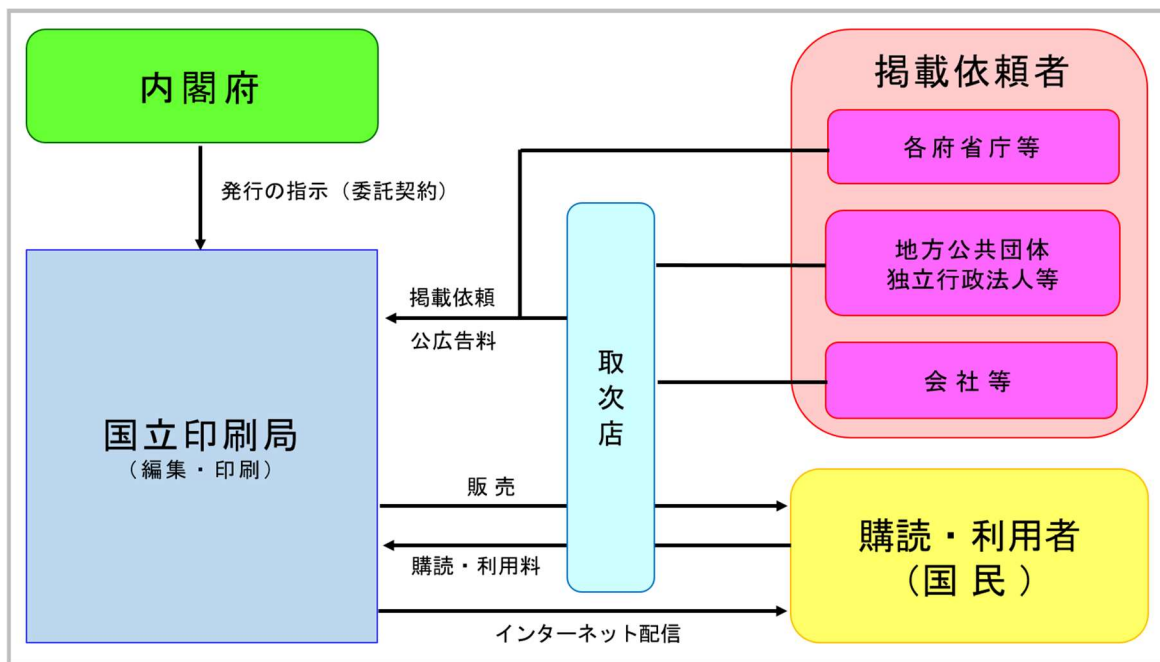 内閣府
発行の指示（委託契約）
国立印刷局
（編集・印刷）
掲載依頼
公広告料
販売
購読・利用料
インターネット配信
取次店
掲載依頼者
各府省庁等
地方公共団体
独立行政法人等
会社等
購読・利用者
（国民）